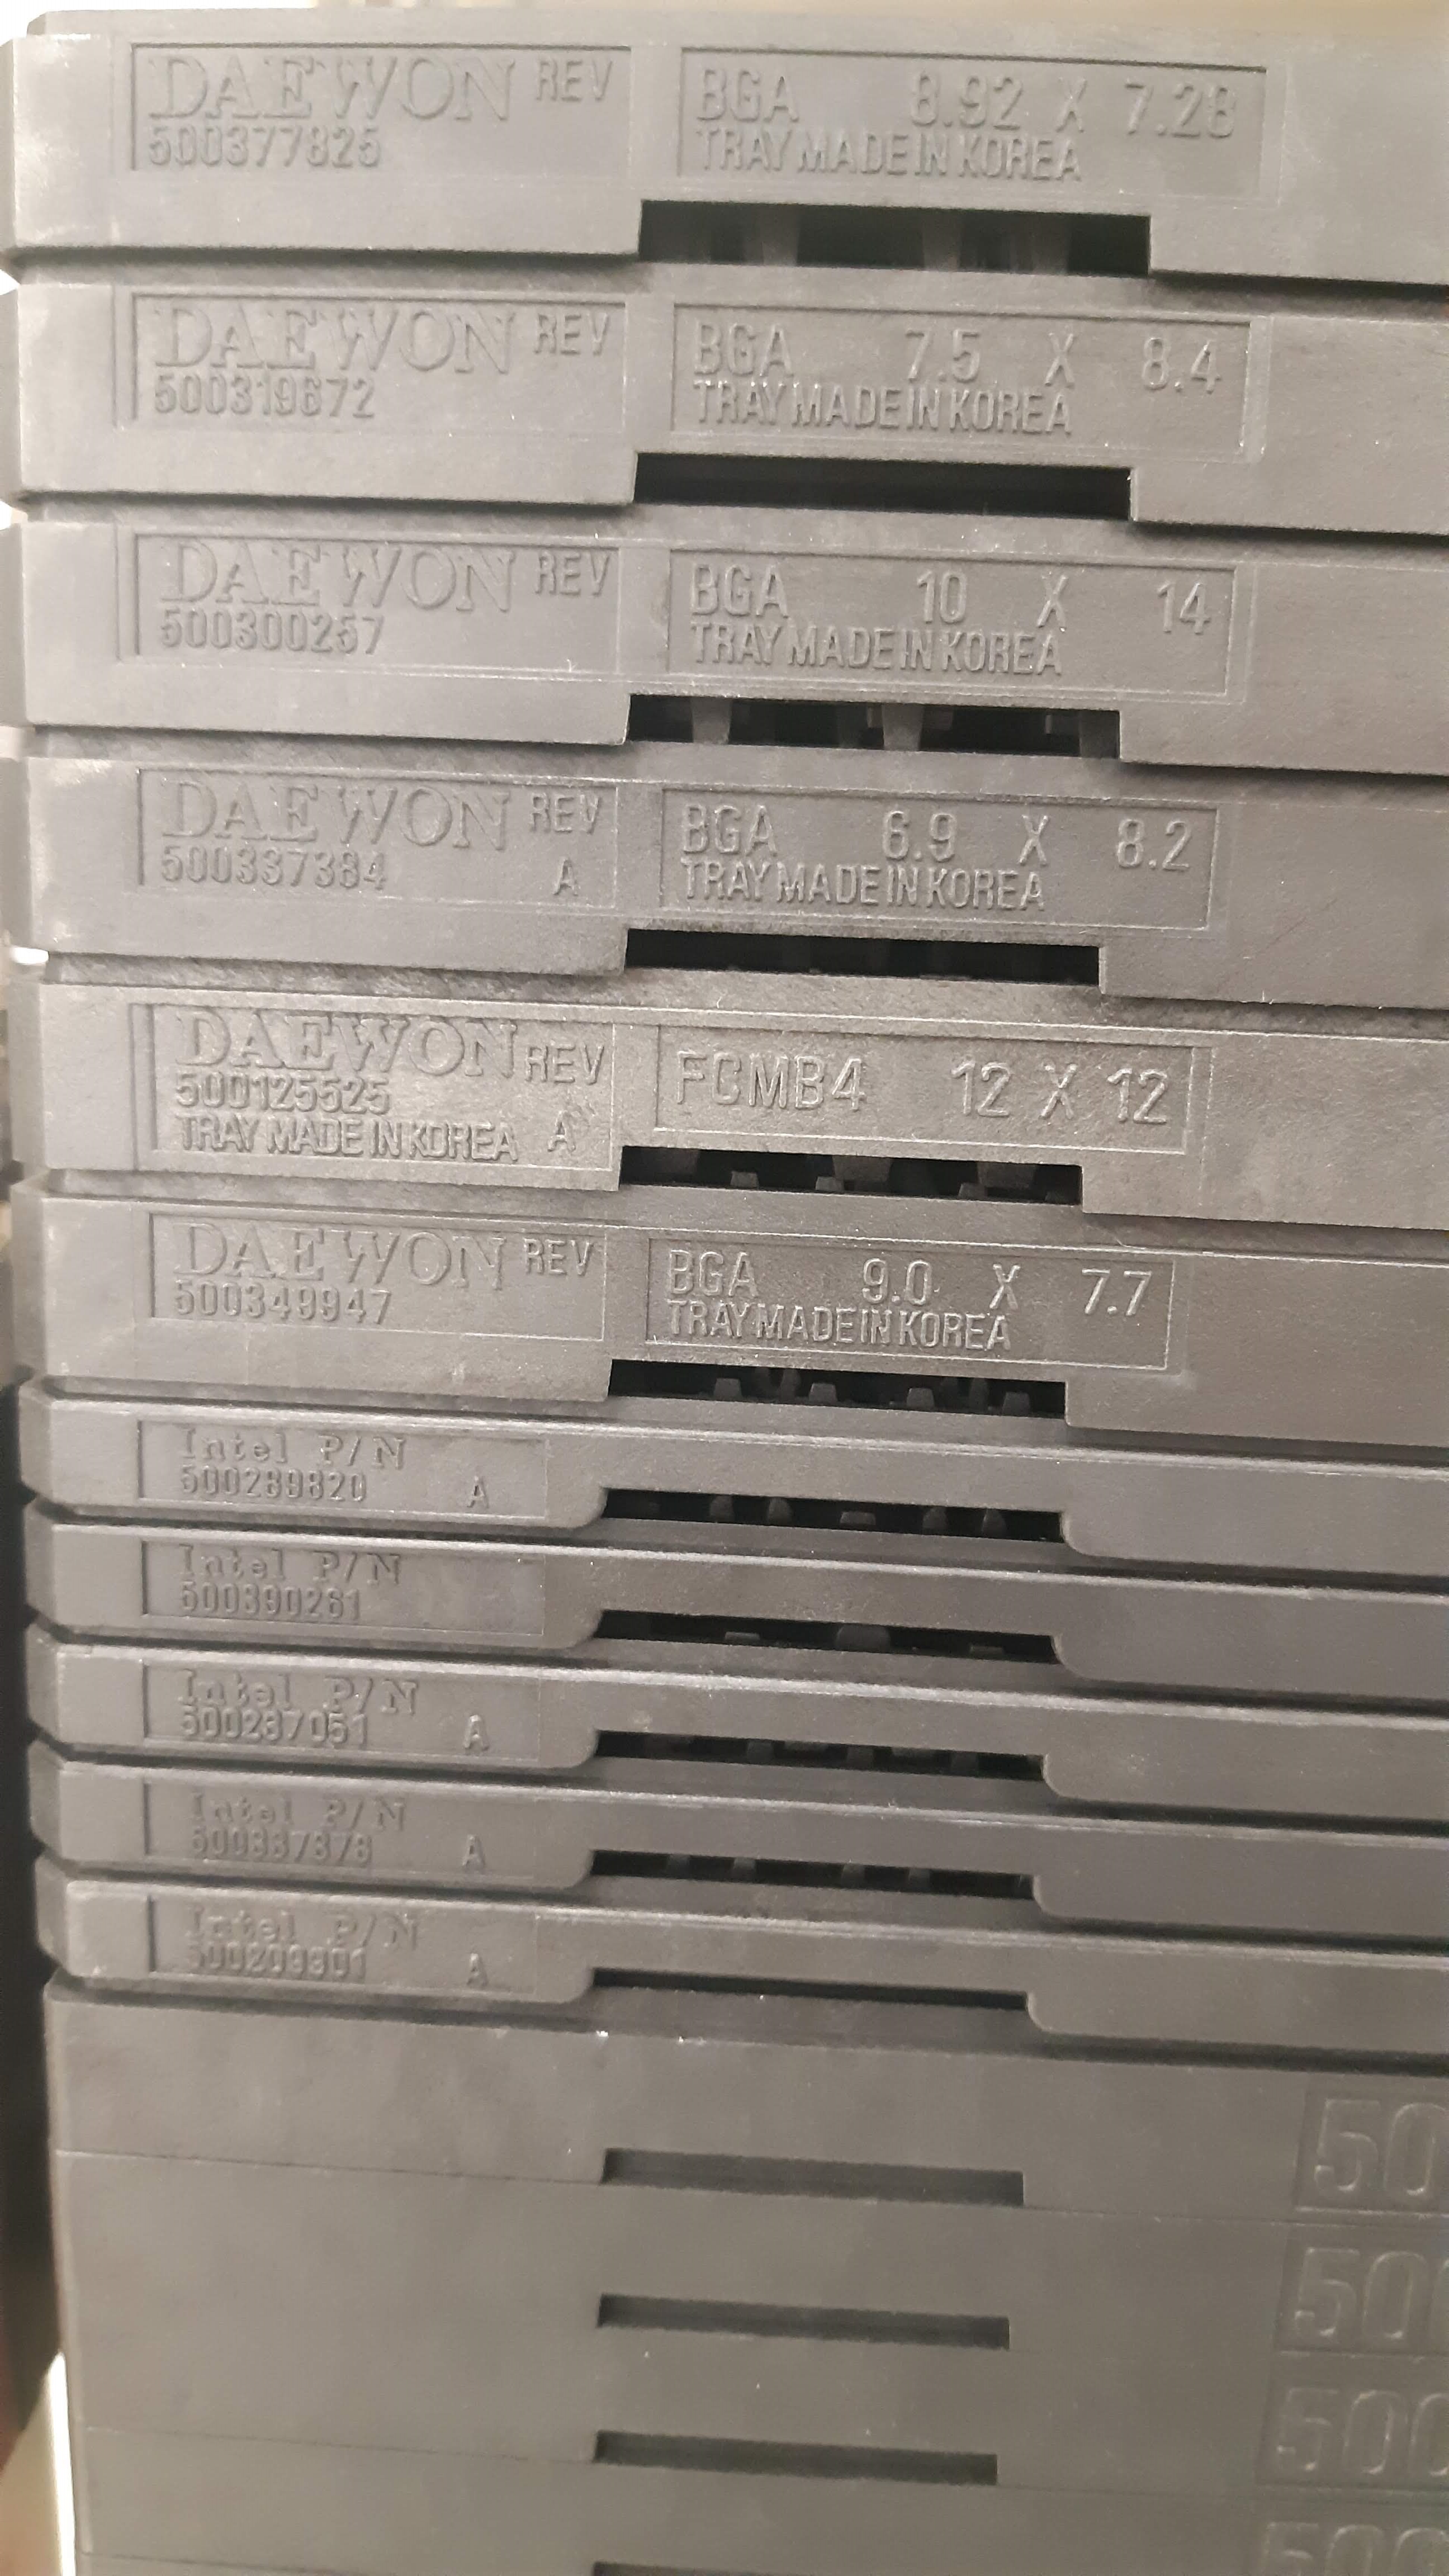 DAEWON REV
500377825
BGA 8.92 X 7.28
TRAY MADE IN KOREA
DAEWON REV
500319672
BGA 7.5 X 8.4
TRAY MADE IN KOREA
DAEWON REV
500300257
BGA 10 X 14
TRAY MADE IN KOREA
DAEWON REV
500337384 A
BGA 6.9 X 8.2
TRAY MADE IN KOREA
DAEWON REV
500125525
TRAY MADE IN KOREA A
FCMB4 12 X 12
DAEWON REV
500349947
BGA 9.0 X 7.7
TRAY MADE IN KOREA
Intel P/N
500289820 A
Intel P/N
500390261
Intel P/N
500287051 A
Intel P/N
A
Intel P/N
A
50
500
500
500